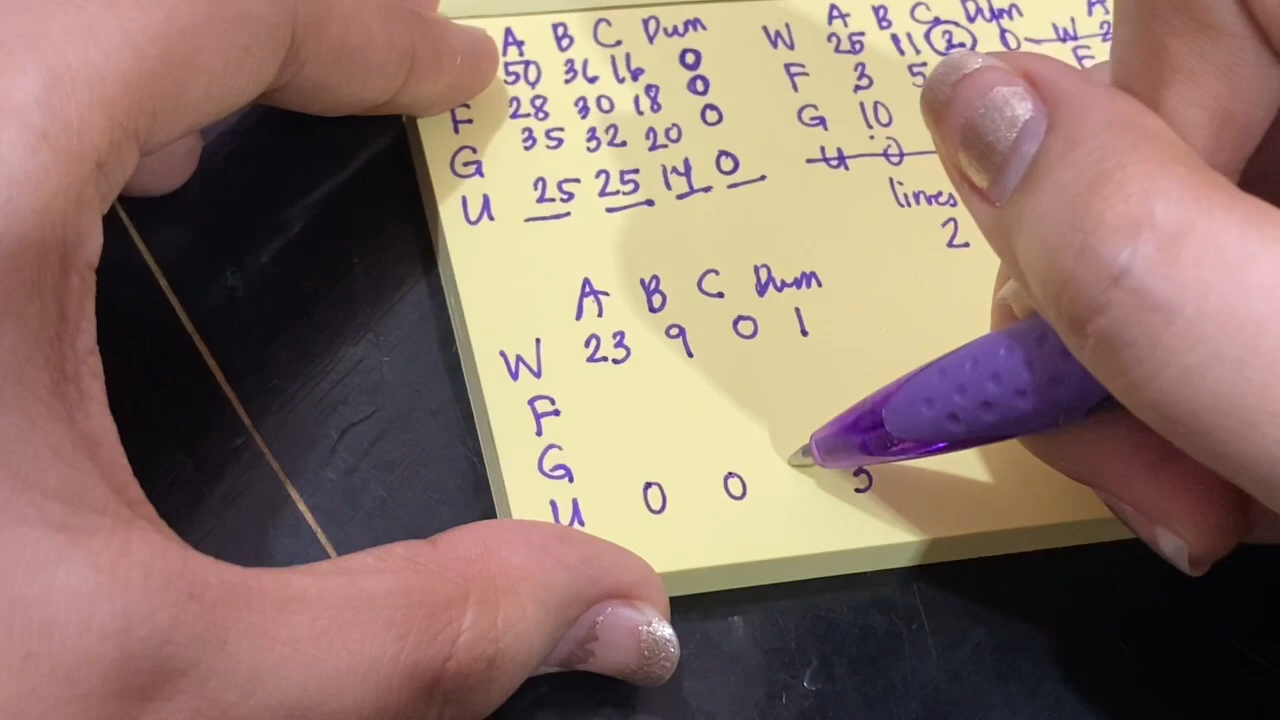 A B C Dum
50 36 16 0
F 28 30 18 0
G 35 32 20 0
U 25 25 14 0
A B C Dum
W 25 11 2 0
F 3 5
G 10
U 0
lines
2
W 2
F
A B C Dum
W 23 9 0 1
F
G
U 0 0